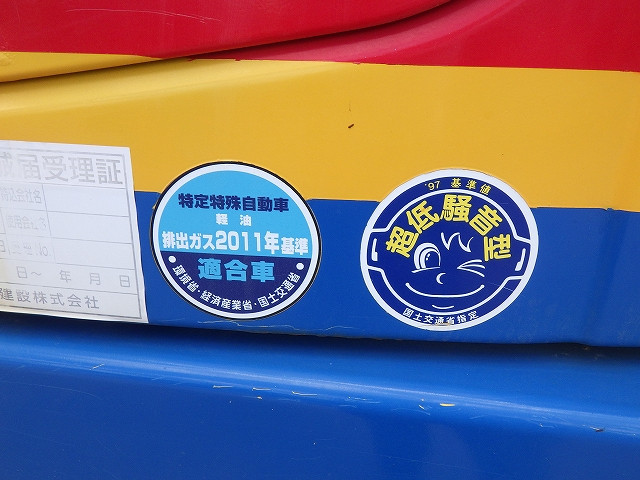 届受理証
日～ 年 月 日
建設株式会社
特定特殊自動車
軽油
排出ガス2011年基準
適合車
・環境省・経済産業省・国土交通省・
'97 基準値
超低騒音型
国土交通省指定